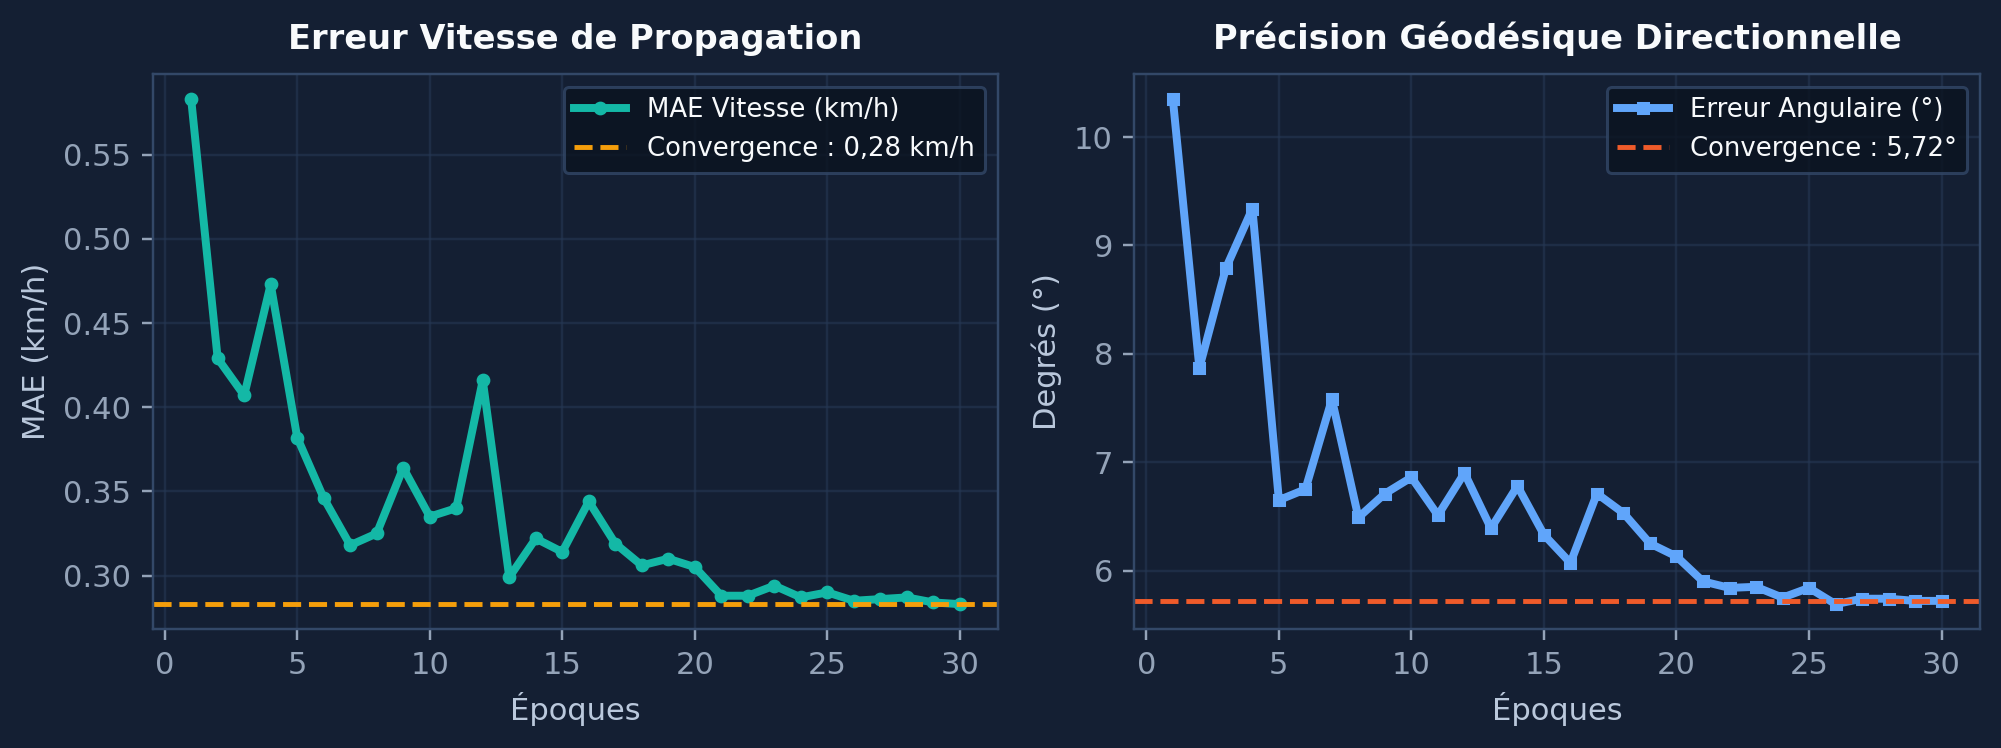 Erreur Vitesse de Propagation
MAE Vitesse (km/h)
Convergence : 0,28 km/h
MAE (km/h)
0.55
0.50
0.45
0.40
0.35
0.30
0 5 10 15 20 25 30
Époques
Précision Géodésique Directionnelle
Erreur Angulaire (°)
Convergence : 5,72°
Degrés (°)
10
9
8
7
6
0 5 10 15 20 25 30
Époques